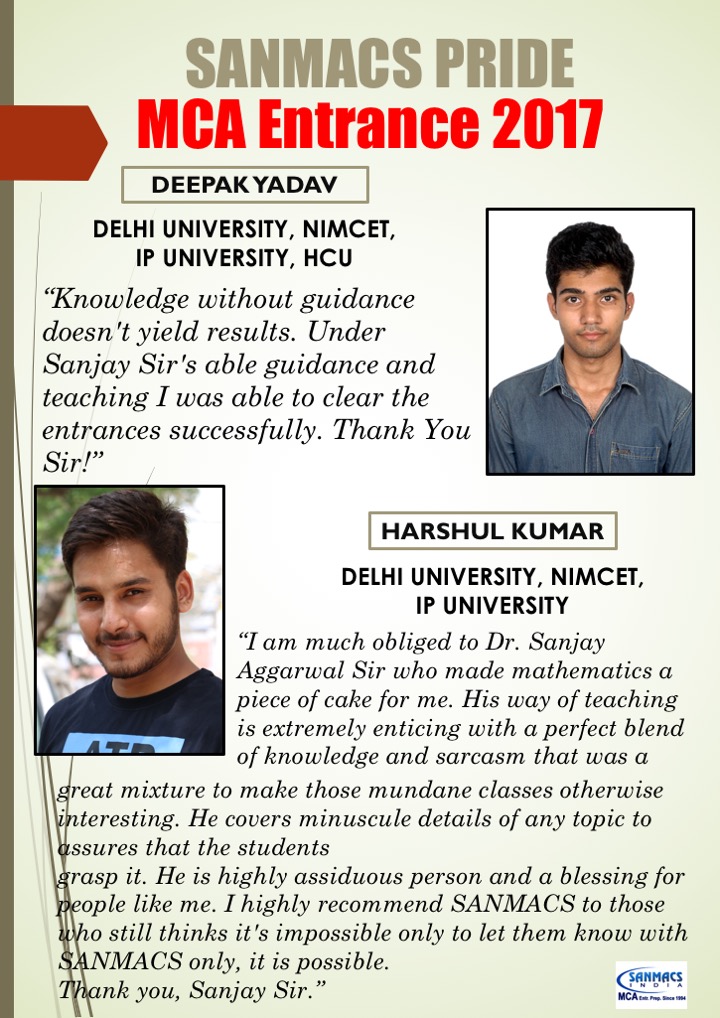 SANMACS PRIDE
MCA Entrance 2017
DEEPAK YADAV
DELHI UNIVERSITY, NIMCET,
IP UNIVERSITY, HCU
“Knowledge without guidance
doesn't yield results. Under
Sanjay Sir's able guidance and
teaching I was able to clear the
entrances successfully. Thank You
Sir!”
HARSHUL KUMAR
DELHI UNIVERSITY, NIMCET,
IP UNIVERSITY
“I am much obliged to Dr. Sanjay
Aggarwal Sir who made mathematics a
piece of cake for me. His way of teaching
is extremely enticing with a perfect blend
of knowledge and sarcasm that was a
great mixture to make those mundane classes otherwise
interesting. He covers minuscule details of any topic to
assures that the students
grasp it. He is highly assiduous person and a blessing for
people like me. I highly recommend SANMACS to those
who still thinks it's impossible only to let them know with
SANMACS only, it is possible.
Thank you, Sanjay Sir.”
SANMACS
INDIA
MCA Entr. Prep. Since 1994